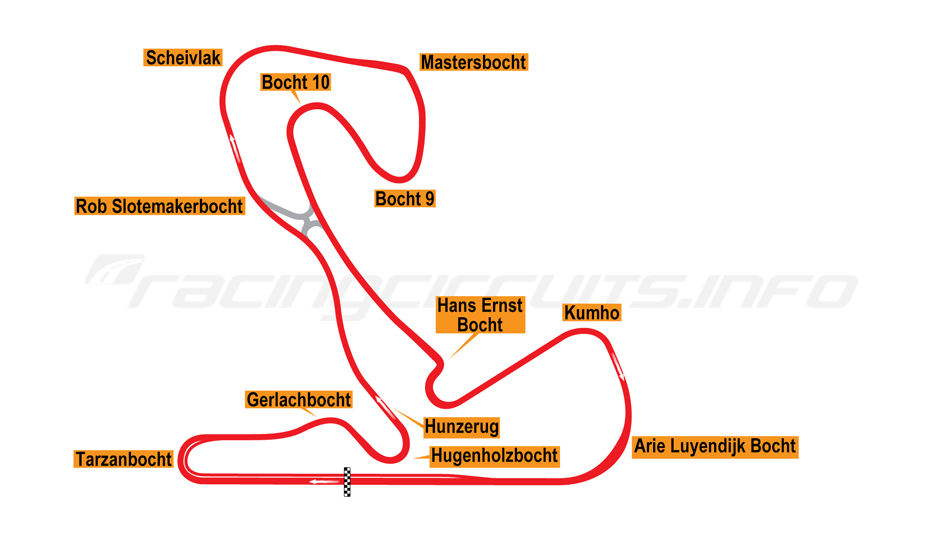 Scheivlak
Mastersbocht
Bocht 10
Bocht 9
Rob Slotemakerbocht
racingcircuits.info
Hans Ernst
Bocht
Kumho
Gerlachbocht
Hunzerug
Arie Luyendijk Bocht
Tarzanbocht
Hugenholzbocht